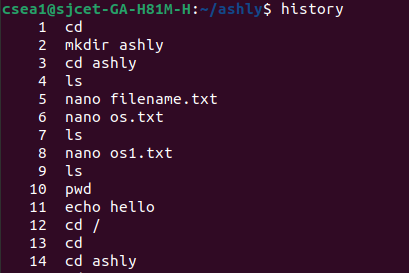 csea1@sjcet-GA-H81M-H:~/ashly$ history
1 cd
2 mkdir ashly
3 cd ashly
4 ls
5 nano filename.txt
6 nano os.txt
7 ls
8 nano os1.txt
9 ls
10 pwd
11 echo hello
12 cd /
13 cd
14 cd ashly